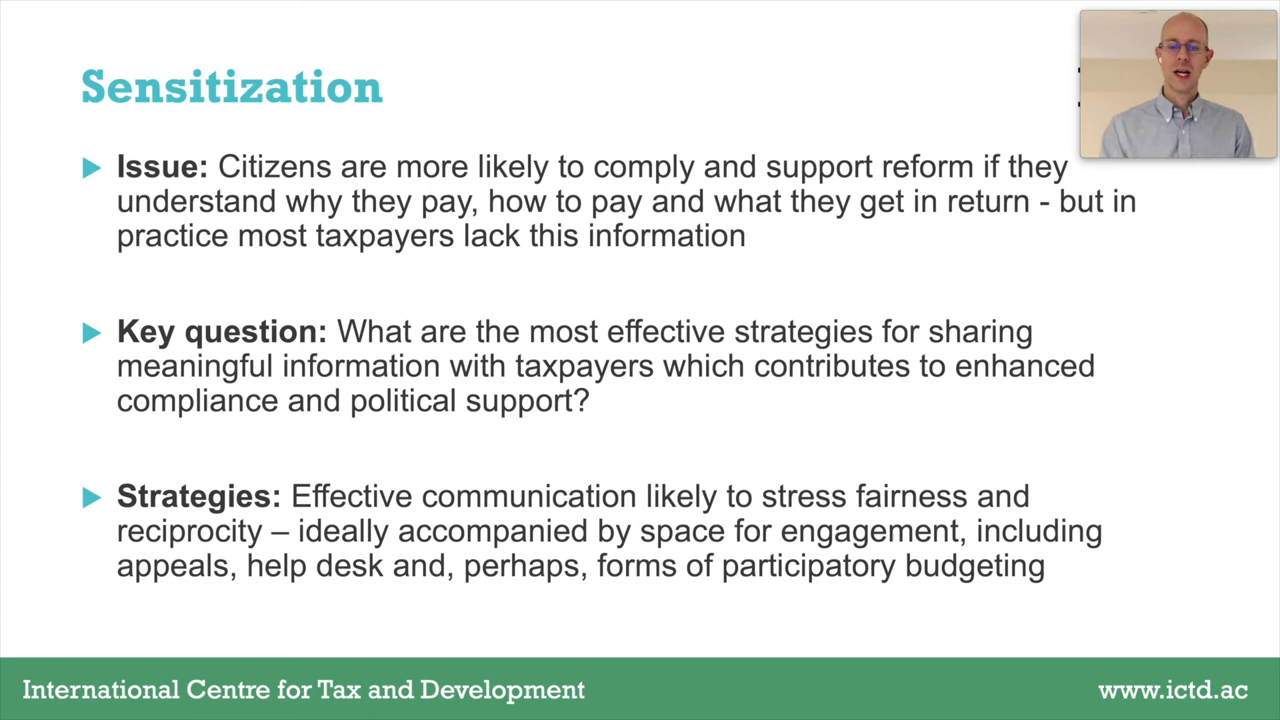 Sensitization
Issue: Citizens are more likely to comply and support reform if they
understand why they pay, how to pay and what they get in return - but in
practice most taxpayers lack this information
Key question: What are the most effective strategies for sharing
meaningful information with taxpayers which contributes to enhanced
compliance and political support?
Strategies: Effective communication likely to stress fairness and
reciprocity – ideally accompanied by space for engagement, including
appeals, help desk and, perhaps, forms of participatory budgeting
International Centre for Tax and Development
www.ictd.ac